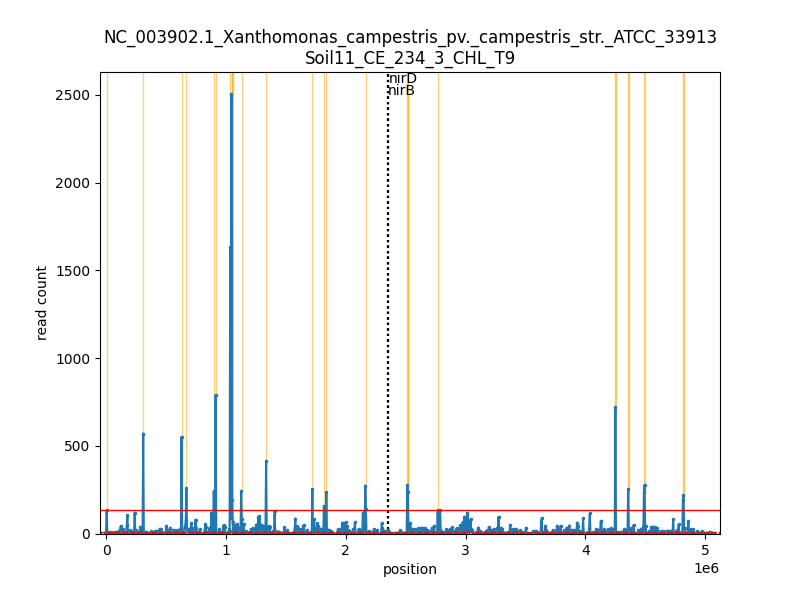 NC_003902.1_Xanthomonas_campestris_pv._campestris_str._ATCC_33913
Soil11_CE_234_3_CHL_T9
nirD
nirB
2500
2000
1500
1000
500
0
read count
0 1 2 3 4 5
1e6
position